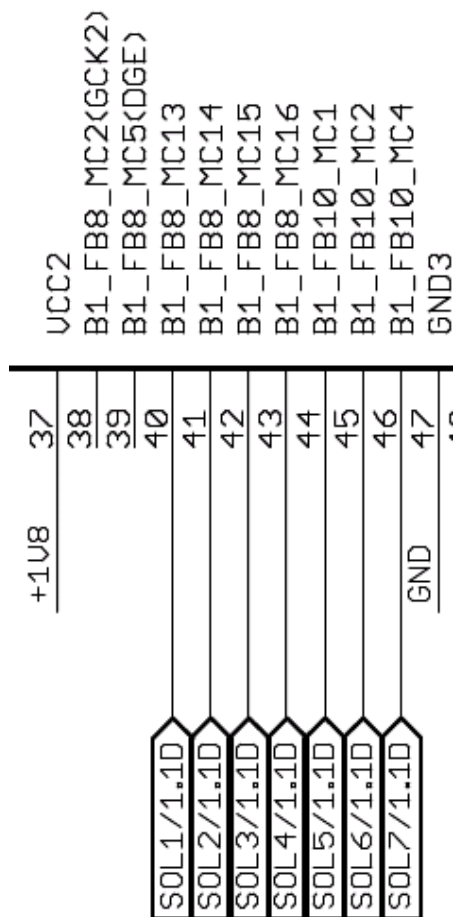 VCC2
B1_FB8_MC2(GCK2)
B1_FB8_MC5(DGE)
B1_FB8_MC13
B1_FB8_MC14
B1_FB8_MC15
B1_FB8_MC16
B1_FB10_MC1
B1_FB10_MC2
B1_FB10_MC4
GND3
37
38
39
40
41
42
43
44
45
46
47
+1V8
GND
SOL1/1.1D
SOL2/1.1D
SOL3/1.1D
SOL4/1.1D
SOL5/1.1D
SOL6/1.1D
SOL7/1.1D